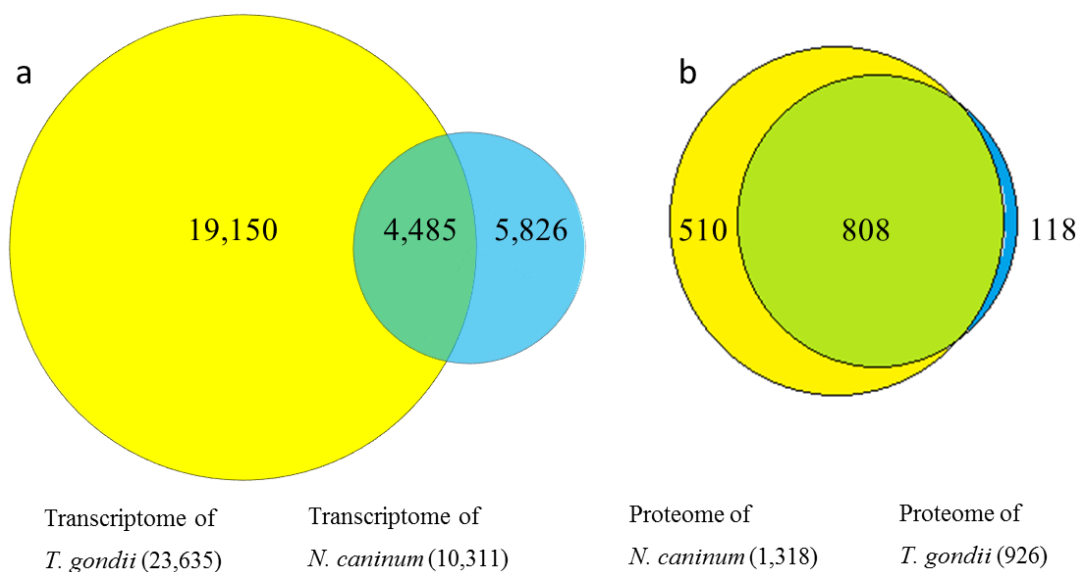 a
b
19,150
4,485
5,826
510
808
118
Transcriptome of
T. gondii (23,635)
Transcriptome of
N. caninum (10,311)
Proteome of
N. caninum (1,318)
Proteome of
T. gondii (926)